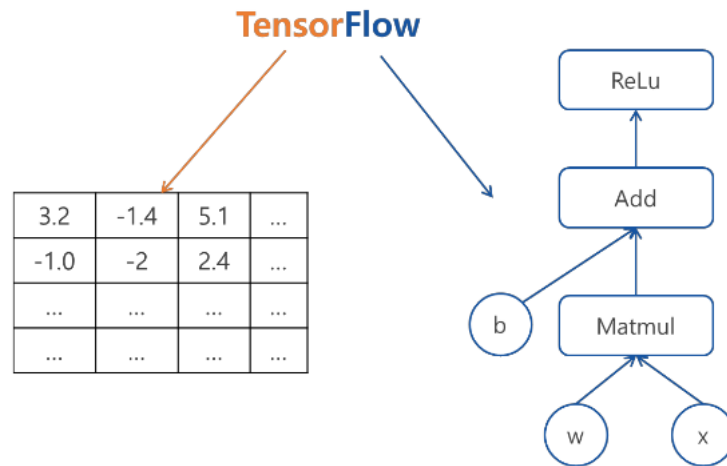 TensorFlow
ReLu
Add
3.2 -1.4 5.1 ...
-1.0 -2 2.4 ...
... ... ... ...
... ... ... ...
b
Matmul
w
x